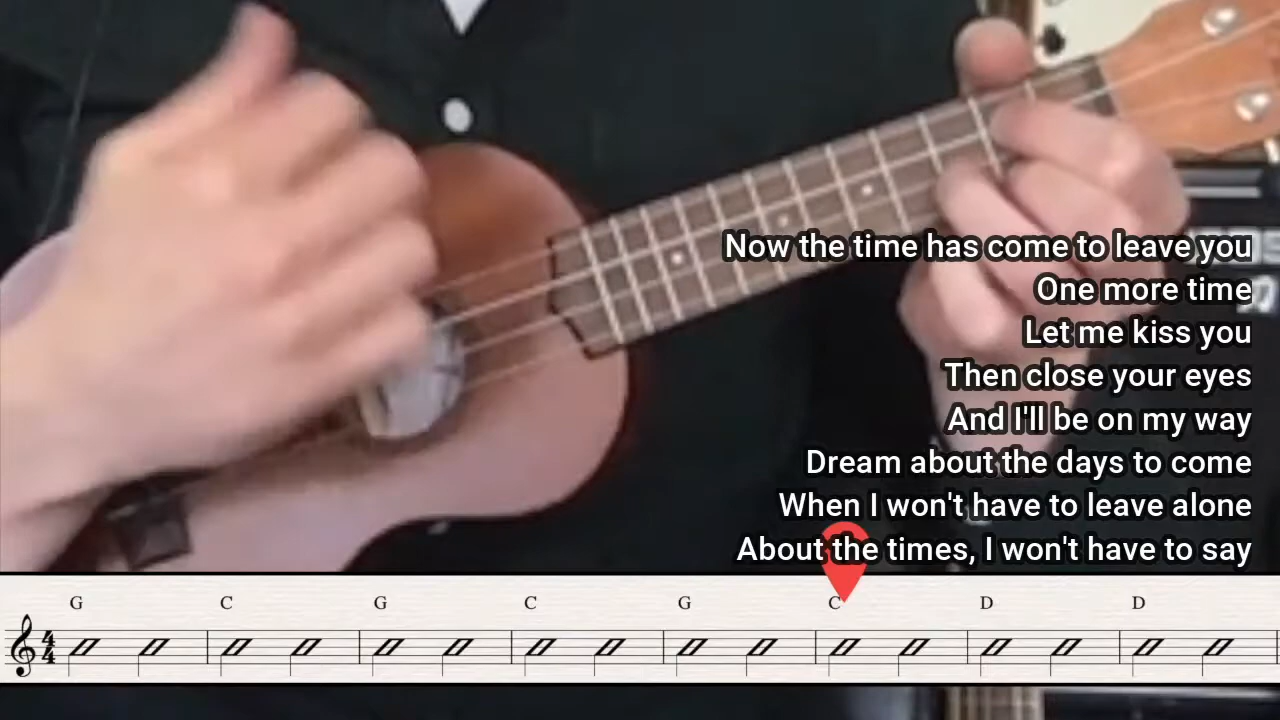 Now the time has come to leave you
One more time
Let me kiss you
Then close your eyes
And I'll be on my way
Dream about the days to come
When I won't have to leave alone
About the times, I won't have to say
G C G C G C D D
4
4